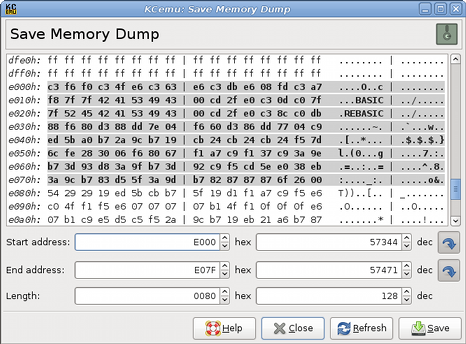 KCemu: Save Memory Dump
Save Memory Dump
dfe0h: ff ff ff ff ff ff ff ff | ff ff ff ff ff ff ff ff ........ | ........
dff0h: ff ff ff ff ff ff ff ff | ff ff ff ff ff ff ff ff ........ | ........
e000h: c3 f6 f0 c3 4f e6 c3 63 | e6 c3 db e6 08 fd c3 a7 ....O..c | ........
e010h: f8 7f 7f 42 41 53 49 43 | 00 cd 2f e0 c3 0d c0 7f ...BASIC | ../.....
e020h: 7f 52 45 42 41 53 49 43 | 00 cd 2f e0 c3 8c c0 db .REBASIC | ../.....
e030h: 88 f6 80 d3 88 dd 7e 04 | f6 60 d3 86 dd 77 04 c9 ......~. | .`...w..
e040h: ed 5b a0 b7 2a 9c b7 19 | cb 24 cb 24 cb 24 f5 7d .[..*... | .$.$.$.}
e050h: 6c fe 28 30 06 f6 80 67 | f1 a7 c9 f1 37 c9 3a 9e l.(0...g | ....7.:.
e060h: b7 3d 93 d8 3a 9f b7 3d | 92 c9 f5 cd 5e e0 38 eb .=..:..= | ....^.8.
e070h: 3a 9c b7 83 d5 5f 3a 9d | b7 82 87 87 87 6f 26 00 :...._:. | .....o&.
e080h: 54 29 29 19 ed 5b cb b7 | 5f 19 d1 f1 a7 c9 f5 e6 T))..[.. | _.......
e090h: c0 4f f1 f5 e6 07 07 07 | 07 b1 4f f1 0f 0f 0f e6 .O...... | ..O.....
e0a0h: 07 b1 c9 e5 d5 c5 f5 2a | 9c b7 19 eb 21 a6 b7 87 .......* | ....!...
Start address: E000 hex 57344 dec
End address: E07F hex 57471 dec
Length: 0080 hex 128 dec
Help Close Refresh Save